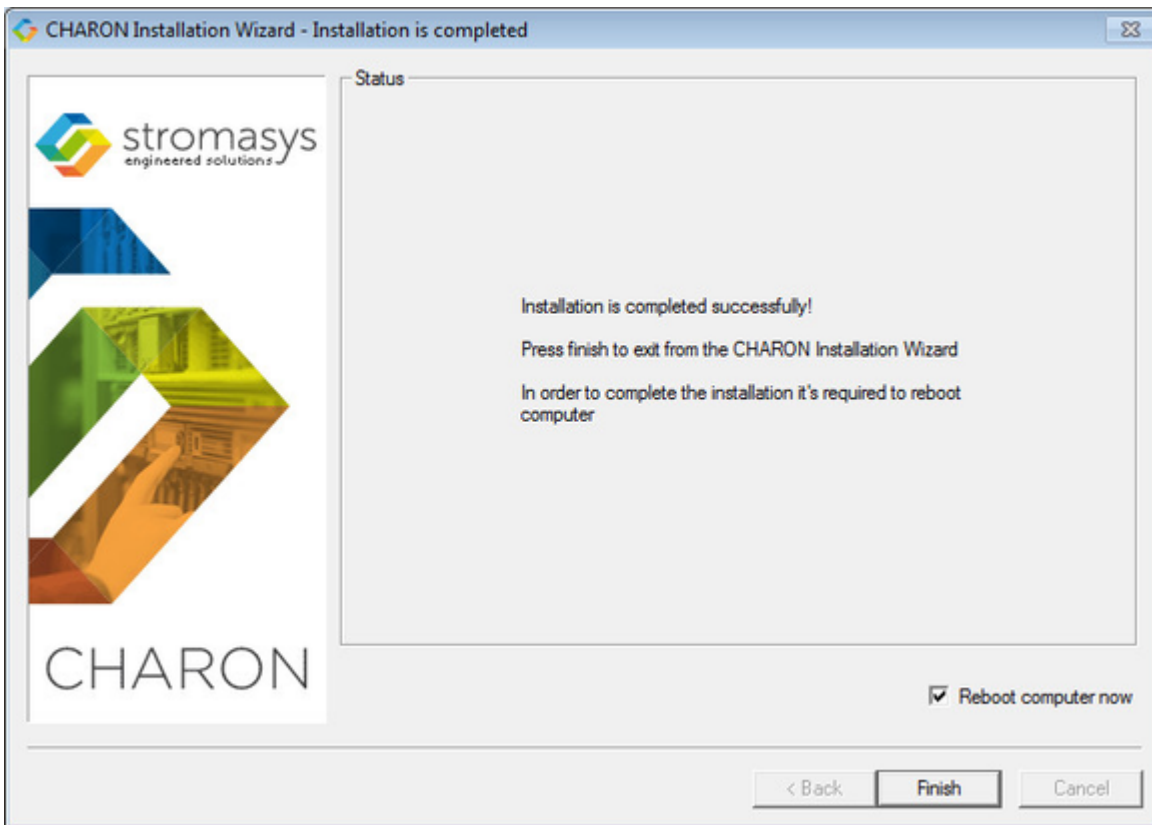 CHARON Installation Wizard - Installation is completed
stromasys
engineered solutions
CHARON
Status
Installation is completed successfully!
Press finish to exit from the CHARON Installation Wizard
In order to complete the installation it's required to reboot
computer
Reboot computer now
< Back
Finish
Cancel